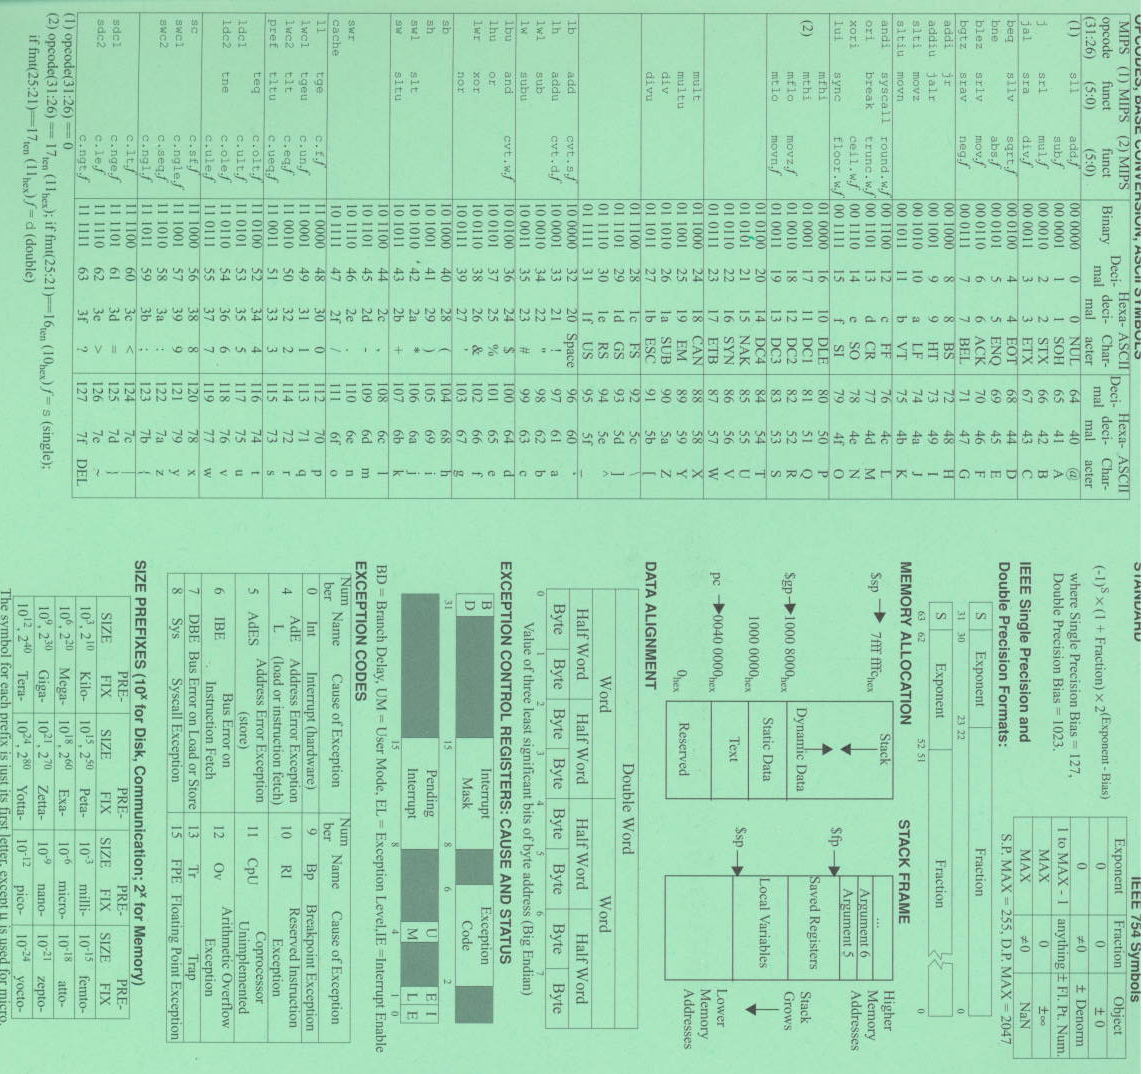 OPCODES, BASE CONVERSION, ASCII SYMBOLS
MIPS (1) MIPS (2) MIPS Hexa- ASCII Hexa- ASCII
opcode funct funct Binary Deci- deci- Char- Deci- deci- Char-
(31:26) (5:0) (5:0) mal mal acter mal mal acter
(1) sll add.f 00 0000 0 0 NUL 64 40 @
sub.f 00 0001 1 1 SOH 65 41 A
j srl mul.f 00 0010 2 2 STX 66 42 B
jal sra div.f 00 0011 3 3 ETX 67 43 C
beq sllv sqrt.f 00 0100 4 4 EOT 68 44 D
bne abs.f 00 0101 5 5 ENQ 69 45 E
blez srlv mov.f 00 0110 6 6 ACK 70 46 F
bgtz srav neg.f 00 0111 7 7 BEL 71 47 G
addi jr 00 1000 8 8 BS 72 48 H
addiu jalr 00 1001 9 9 HT 73 49 I
slti movz 00 1010 10 a LF 74 4a J
sltiu movn 00 1011 11 b VT 75 4b K
andi syscall round.w.f 00 1100 12 c FF 76 4c L
ori break trunc.w.f 00 1101 13 d CR 77 4d M
xori ceil.w.f 00 1110 14 e SO 78 4e N
lui sync floor.w.f 00 1111 15 f SI 79 4f O
mfhi 01 0000 16 10 DLE 80 50 P
(2) mthi 01 0001 17 11 DC1 81 51 Q
mflo movz.f 01 0010 18 12 DC2 82 52 R
mtlo movn.f 01 0011 19 13 DC3 83 53 S
01 0100 20 14 DC4 84 54 T
01 0101 21 15 NAK 85 55 U
01 0110 22 16 SYN 86 56 V
01 0111 23 17 ETB 87 57 W
mult 01 1000 24 18 CAN 88 58 X
multu 01 1001 25 19 EM 89 59 Y
div 01 1010 26 1a SUB 90 5a Z
divu 01 1011 27 1b ESC 91 5b [
01 1100 28 1c FS 92 5c \
01 1101 29 1d GS 93 5d ]
01 1110 30 1e RS 94 5e ^
01 1111 31 1f US 95 5f _
lb add cvt.s.f 10 0000 32 20 Space 96 60 '
lh addu cvt.d.f 10 0001 33 21 ! 97 61 a
lwl sub 10 0010 34 22 " 98 62 b
lw subu 10 0011 35 23 # 99 63 c
lbu and cvt.w.f 10 0100 36 24 $ 100 64 d
lhu or 10 0101 37 25 % 101 65 e
lwr xor 10 0110 38 26 & 102 66 f
nor 10 0111 39 27 ' 103 67 g
sb 10 1000 40 28 ( 104 68 h
sh 10 1001 41 29 ) 105 69 i
swl slt 10 1010 42 2a * 106 6a j
sw sltu 10 1011 43 2b + 107 6b k
10 1100 44 2c , 108 6c l
10 1101 45 2d - 109 6d m
swr 10 1110 46 2e . 110 6e n
cache 10 1111 47 2f / 111 6f o
ll tge c.f.f 11 0000 48 30 0 112 70 p
lwc1 tgeu c.un.f 11 0001 49 31 1 113 71 q
lwc2 tlt c.eq.f 11 0010 50 32 2 114 72 r
pref tltu c.ueq.f 11 0011 51 33 3 115 73 s
teq c.olt.f 11 0100 52 34 4 116 74 t
ldc1 c.ult.f 11 0101 53 35 5 117 75 u
ldc2 tne c.ole.f 11 0110 54 36 6 118 76 v
c.ule.f 11 0111 55 37 7 119 77 w
sc c.sf.f 11 1000 56 38 8 120 78 x
swc1 c.ngle.f 11 1001 57 39 9 121 79 y
swc2 c.seq.f 11 1010 58 3a : 122 7a z
c.ngl.f 11 1011 59 3b ; 123 7b {
c.lt.f 11 1100 60 3c < 124 7c |
sdc1 c.nge.f 11 1101 61 3d = 125 7d }
sdc2 c.le.f 11 1110 62 3e > 126 7e ~
c.ngt.f 11 1111 63 3f ? 127 7f DEL
(1) opcode(31:26) == 0
(2) opcode(31:26) == 17ten (11hex); if fmt(25:21)==16ten (10hex) f = s (single);
if fmt(25:21)==17ten (11hex) f = d (double)
STANDARD
(-1)^S × (1 + Fraction) × 2^(Exponent - Bias)
where Single Precision Bias = 127,
Double Precision Bias = 1023.
IEEE Single Precision and
Double Precision Formats:
IEEE 754 Symbols
Exponent Fraction Object
0 0 ± 0
0 ≠0 ± Denorm
1 to MAX - 1 anything ± Fl. Pt. Num.
MAX 0 ±∞
MAX ≠0 NaN
S.P. MAX = 255, D.P. MAX = 2047
S Exponent Fraction
31 30 23 22 0
S Exponent Fraction
63 62 52 51 0
MEMORY ALLOCATION
$sp 7fff fffchex Stack
Dynamic Data
$gp 1000 8000hex
Static Data
1000 0000hex
Text
pc 0040 0000hex
Reserved
0hex
STACK FRAME
...
Argument 6
Argument 5
$fp
Saved Registers
Local Variables
$sp
Higher
Memory
Addresses
Stack
Grows
Lower
Memory
Addresses
DATA ALIGNMENT
Double Word
Word Word
Half Word Half Word Half Word Half Word
Byte Byte Byte Byte Byte Byte Byte Byte
0 1 2 3 4 5 6 7
Value of three least significant bits of byte address (Big Endian)
EXCEPTION CONTROL REGISTERS: CAUSE AND STATUS
B D Interrupt Mask Exception Code
31 15 8 6 2
Pending Interrupt U M E L I E
15 8 4 1 0
BD = Branch Delay, UM = User Mode, EL = Exception Level, IE =Interrupt Enable
EXCEPTION CODES
Num ber Name Cause of Exception Num ber Name Cause of Exception
0 Int Interrupt (hardware) 9 Bp Breakpoint Exception
4 AdE L Address Error Exception (load or instruction fetch) 10 RI Reserved Instruction Exception
5 AdES Address Error Exception (store) 11 CpU Coprocessor Unimplemented
6 IBE Bus Error on Instruction Fetch 12 Ov Arithmetic Overflow Exception
7 DBE Bus Error on Load or Store 13 Tr Trap
8 Sys Syscall Exception 15 FPE Floating Point Exception
SIZE PREFIXES (10^x for Disk, Communication; 2^x for Memory)
SIZE PRE- FIX SIZE PRE- FIX SIZE PRE- FIX SIZE PRE- FIX
10^3, 2^10 Kilo- 10^15, 2^50 Peta- 10^-3 milli- 10^-15 femto-
10^6, 2^20 Mega- 10^18, 2^60 Exa- 10^-6 micro- 10^-18 atto-
10^9, 2^30 Giga- 10^21, 2^70 Zetta- 10^-9 nano- 10^-21 zepto-
10^12, 2^40 Tera- 10^24, 2^80 Yotta- 10^-12 pico- 10^-24 yocto-
The symbol for each prefix is just its first letter, except μ is used for micro.